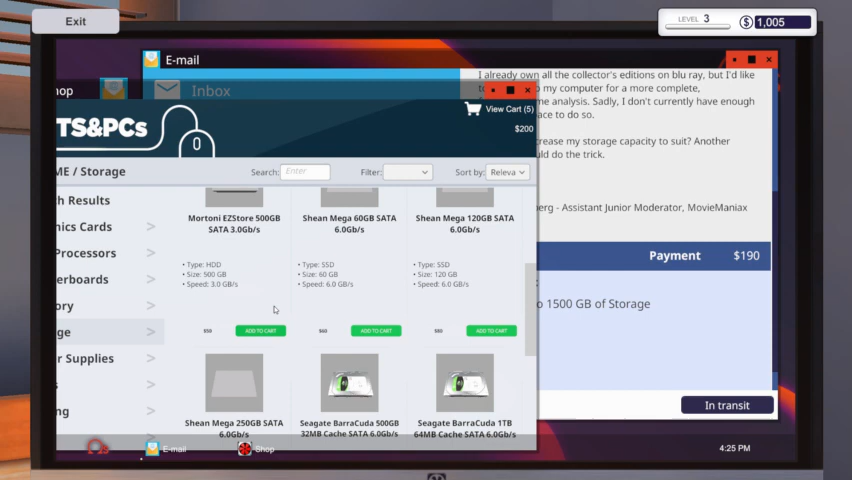 Exit
LEVEL 3
$ 1,005
E-mail
I already own all the collector's editions on blu ray, but I'd like
my computer for a more complete,
me analysis. Sadly, I don't currently have enough
ace to do so.
crease my storage capacity to suit? Another
uld do the trick.
erg - Assistant Junior Moderator, MovieManiax
Payment $190
o 1500 GB of Storage
In transit
hop
Inbox
TS&PCs
View Cart (5)
$200
ME / Storage
Search: Enter
Filter:
Sort by: Releva
h Results
nics Cards >
Processors >
erboards >
ory >
ge >
r Supplies >
s >
ng >
Mortoni EZStore 500GB
SATA 3.0Gb/s
• Type: HDD
• Size: 500 GB
• Speed: 3.0 GB/s
$50 ADD TO CART
Shean Mega 60GB SATA
6.0Gb/s
• Type: SSD
• Size: 60 GB
• Speed: 6.0 GB/s
$60 ADD TO CART
Shean Mega 120GB SATA
6.0Gb/s
• Type: SSD
• Size: 120 GB
• Speed: 6.0 GB/s
$80 ADD TO CART
Shean Mega 250GB SATA
6.0Gb/s
Seagate BarraCuda 500GB
32MB Cache SATA 6.0Gb/s
Seagate BarraCuda 1TB
64MB Cache SATA 6.0Gb/s
E-mail
Shop
4:25 PM